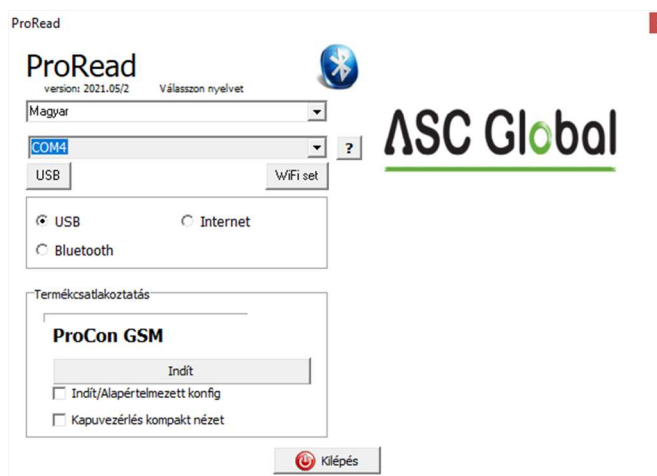 ProRead
ProRead
version: 2021.05/2 Válasszon nyelvet
Magyar
COM4 ?
ASC Global
USB WiFi set
USB Internet
Bluetooth
Termékcsatlakoztatás
ProCon GSM
Indít
Indít/Alapértelmezett konfig
Kapuvezérlés kompakt nézet
Kilépés